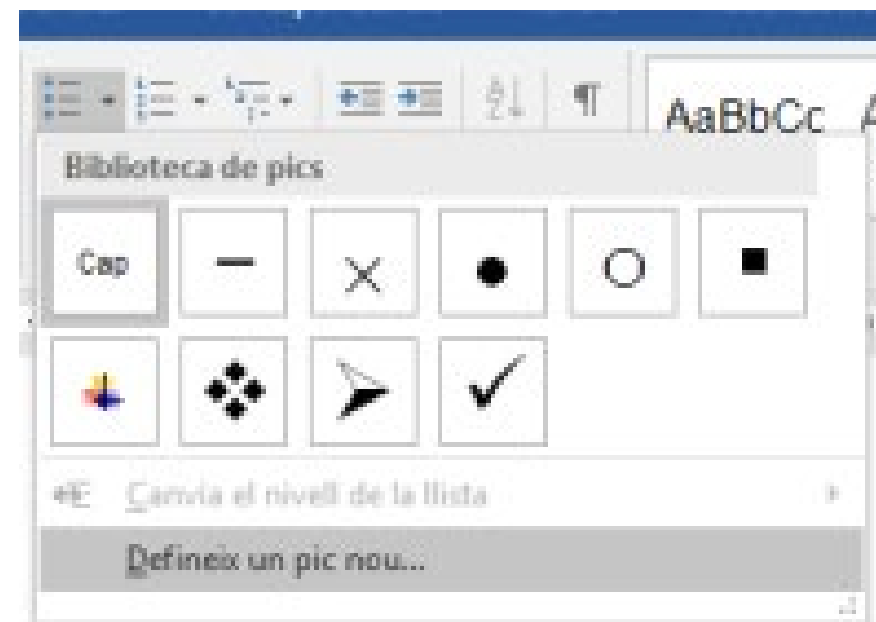 AaBbCc
Biblioteca de pics
Cap
Canvia el nivell de la llista
Defineix un pic nou...